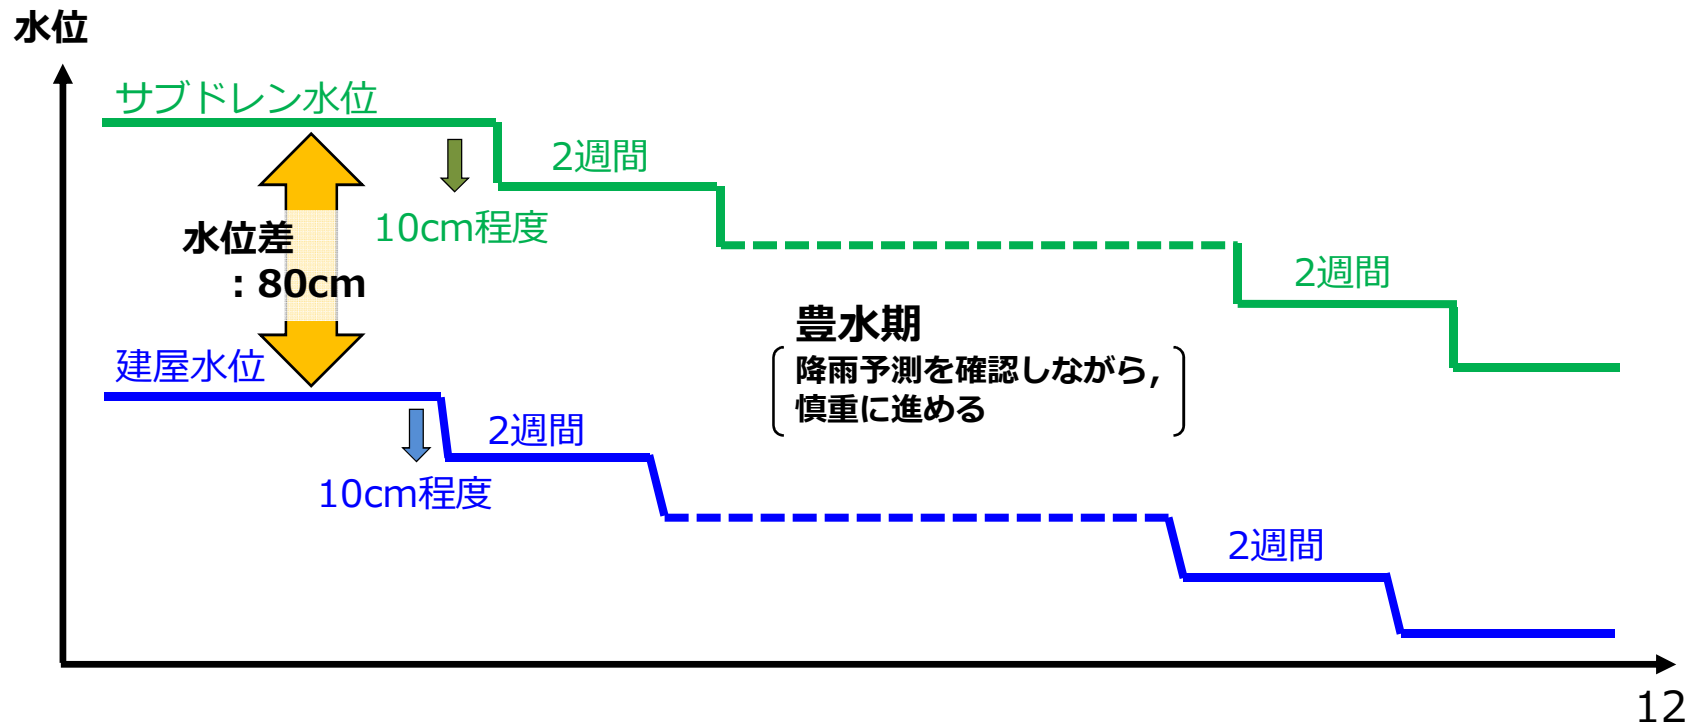 水位
サブドレン水位
2週間
10cm程度
水位差
：80cm
2週間
豊水期
降雨予測を確認しながら，
慎重に進める
建屋水位
2週間
10cm程度
2週間
12